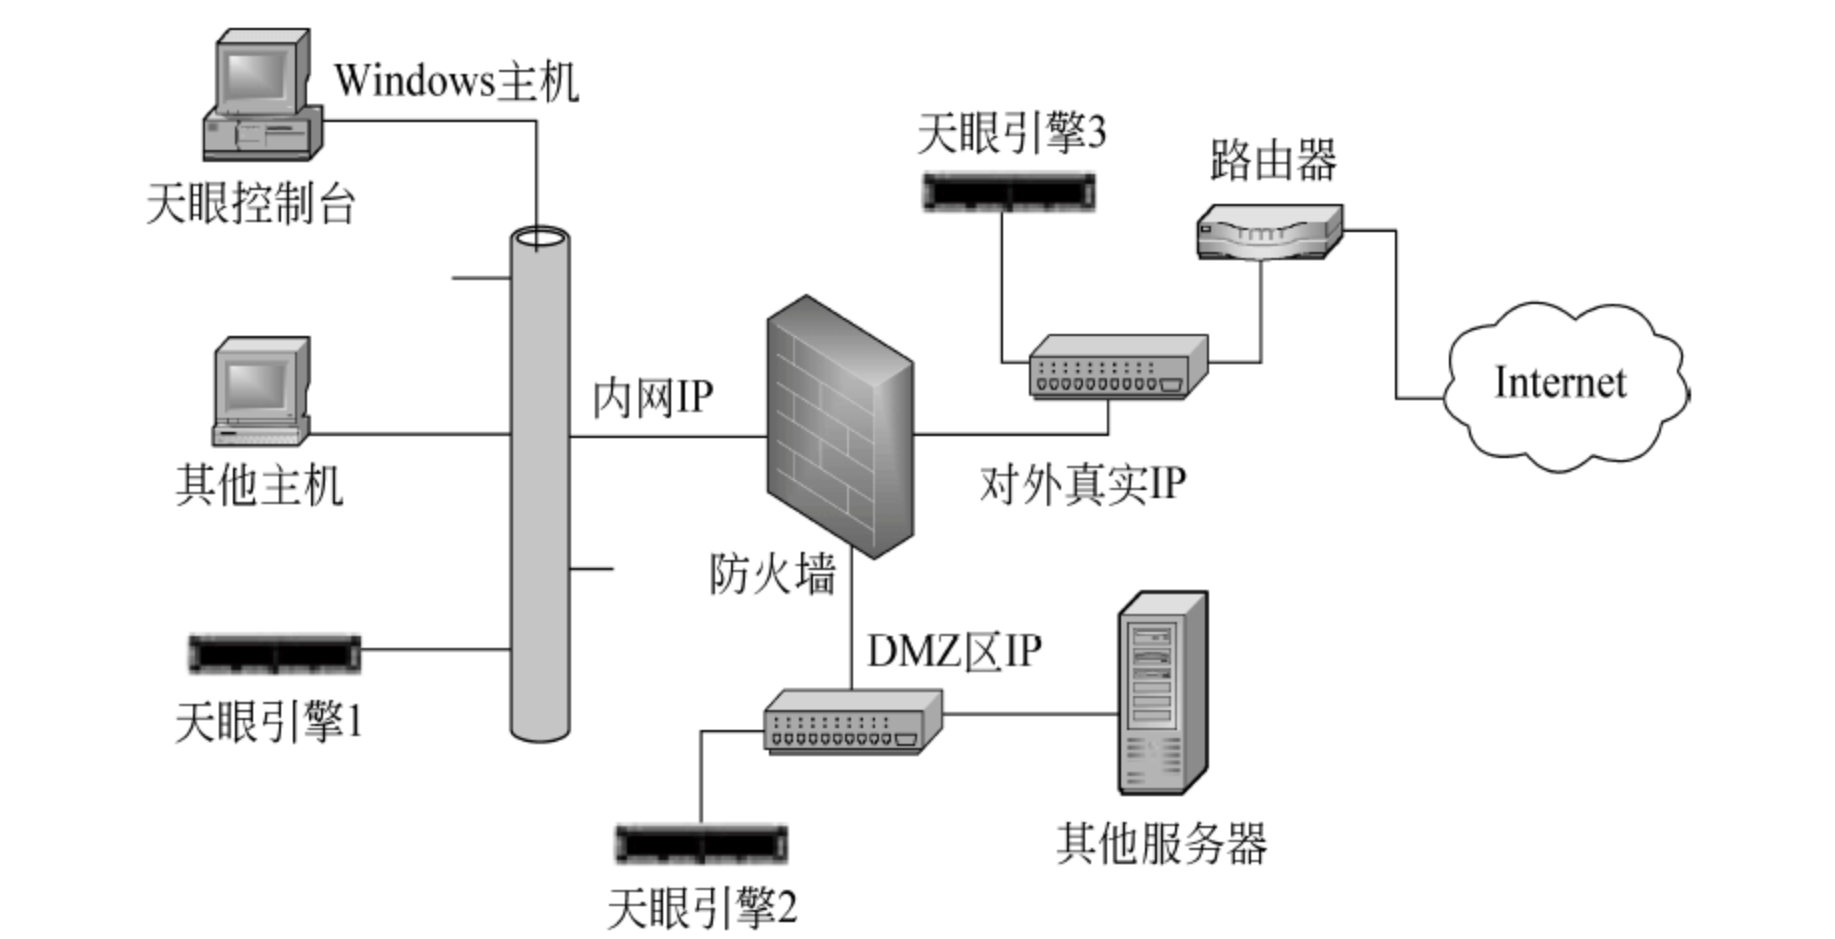 Windows主机
天眼控制台
天眼引擎3
路由器
Internet
内网IP
其他主机
对外真实IP
防火墙
DMZ区IP
天眼引擎1
其他服务器
天眼引擎2